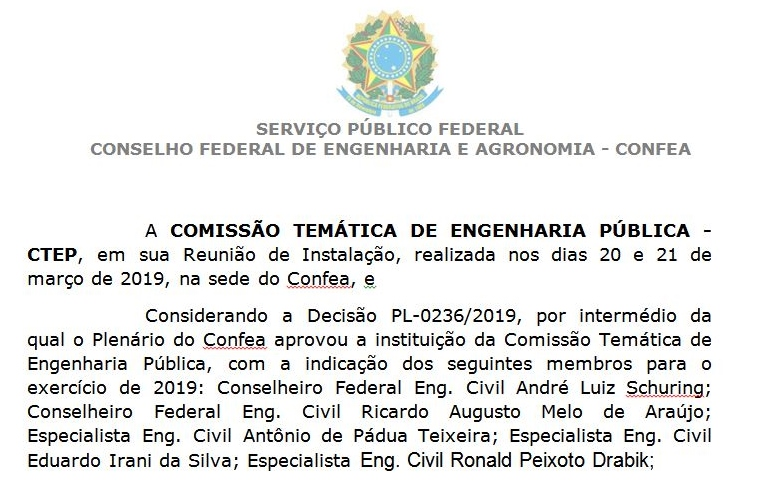 SERVIÇO PÚBLICO FEDERAL
CONSELHO FEDERAL DE ENGENHARIA E AGRONOMIA - CONFEA
A COMISSÃO TEMÁTICA DE ENGENHARIA PÚBLICA -
CTEP, em sua Reunião de Instalação, realizada nos dias 20 e 21 de
março de 2019, na sede do Confea, e
Considerando a Decisão PL-0236/2019, por intermédio da
qual o Plenário do Confea aprovou a instituição da Comissão Temática de
Engenharia Pública, com a indicação dos seguintes membros para o
exercício de 2019: Conselheiro Federal Eng. Civil André Luiz Schuring;
Conselheiro Federal Eng. Civil Ricardo Augusto Melo de Araújo;
Especialista Eng. Civil Antônio de Pádua Teixeira; Especialista Eng. Civil
Eduardo Irani da Silva; Especialista Eng. Civil Ronald Peixoto Drabik;